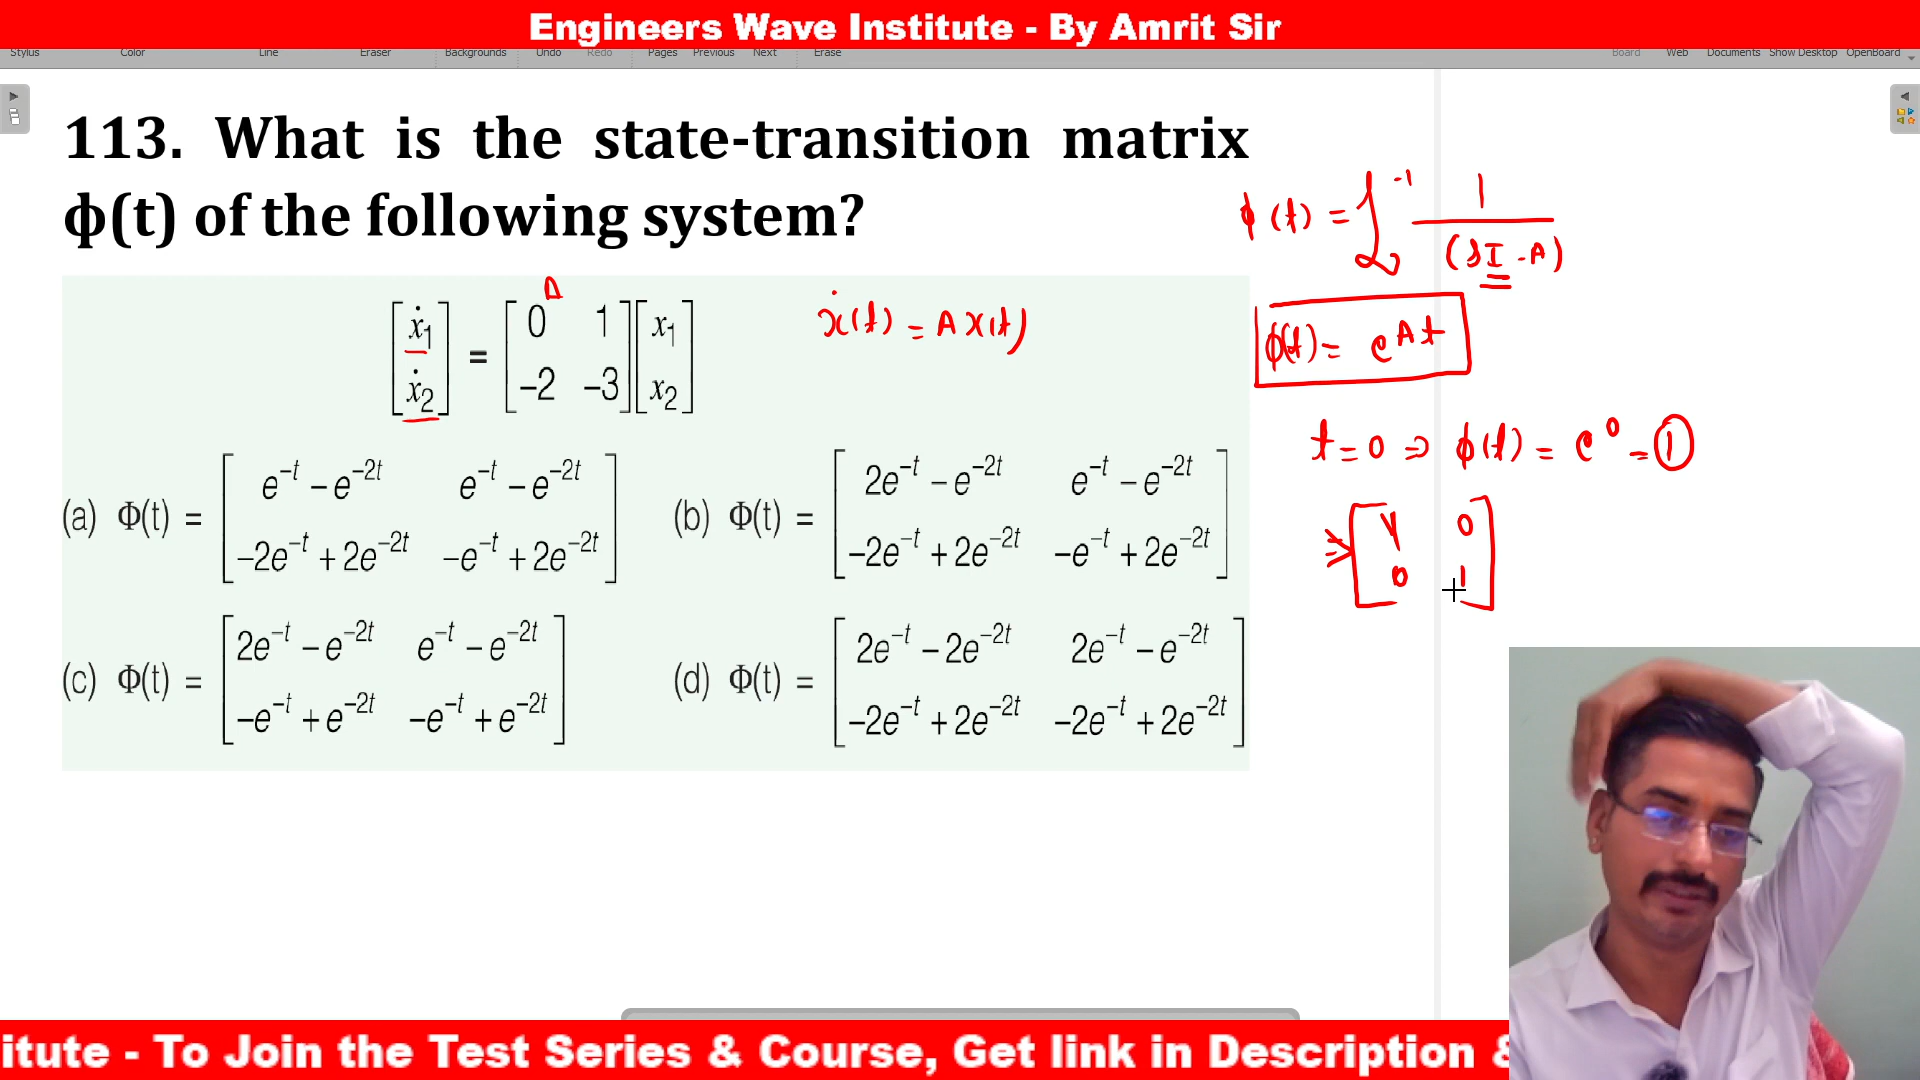 Engineers Wave Institute - By Amrit Sir
Stylus Color Line Eraser Backgrounds Undo Redo Pages Previous Next Erase Board Web Documents Show Desktop OpenBoard
113. What is the state-transition matrix
ϕ(t) of the following system?
[ẋ1 ẋ2] = [0 1 −2 −3] [x1 x2]
ẋ(t) = A x(t)
(a) Φ(t) = [e^−t − e^−2t e^−t − e^−2t
−2e^−t + 2e^−2t −e^−t + 2e^−2t]
(b) Φ(t) = [2e^−t − e^−2t e^−t − e^−2t
−2e^−t + 2e^−2t −e^−t + 2e^−2t]
(c) Φ(t) = [2e^−t − e^−2t e^−t − e^−2t
−e^−t + e^−2t −e^−t + e^−2t]
(d) Φ(t) = [2e^−t − 2e^−2t 2e^−t − e^−2t
−2e^−t + 2e^−2t −2e^−t + 2e^−2t]
ϕ(t) = L^-1 1/(sI - A)
ϕ(t) = e^At
t = 0 ⇒ ϕ(t) = e^0 = 1
⇒ [1 0
0 1]
itute - To Join the Test Series & Course, Get link in Description &